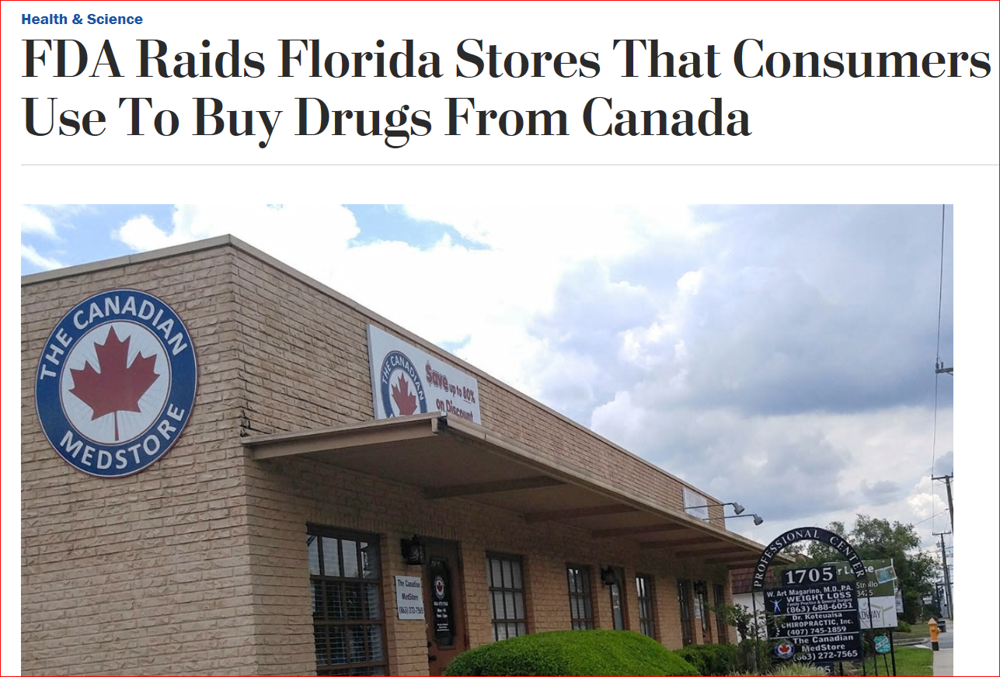 Health & Science
FDA Raids Florida Stores That Consumers
Use To Buy Drugs From Canada
THE CANADIAN
MEDSTORE
THE CANADIAN
Save up to 80%
on Discount
The Canadian
MedStore
(863) 272-7565
PROFESSIONAL CENTER
1705
W. Art Magarino, M.D.,P.A.
WEIGHT LOSS
Family Practice & General Surgery
(863) 688-6051
Dr. Koteuaisa
CHIROPRACTIC, Inc.
(407) 745-1859
The Canadian
MedStore
(863) 272-7565
r Lease
Strollo
3425